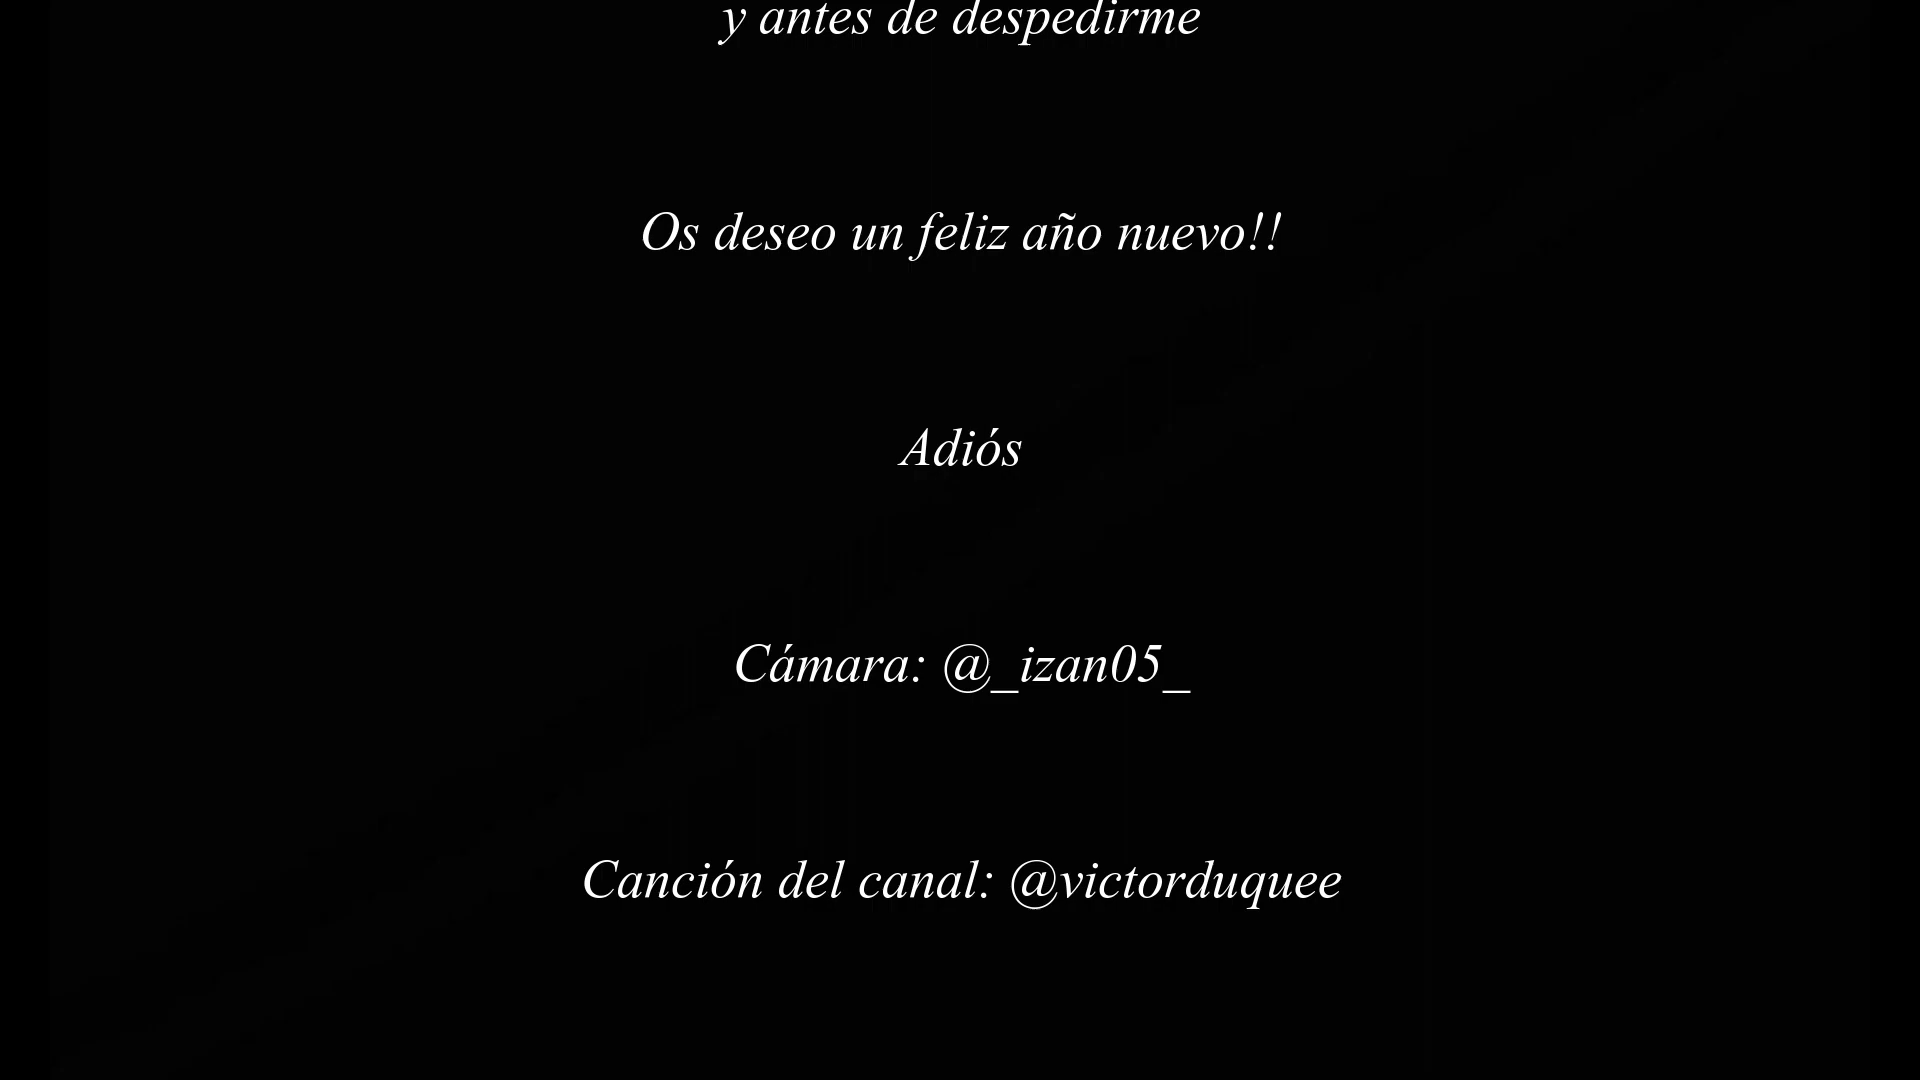 y antes de despedirme
Os deseo un feliz año nuevo!!
Adiós
Cámara: @_izan05_
Canción del canal: @victorduquee